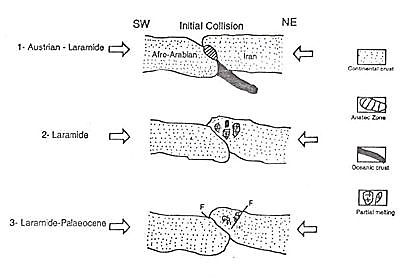 SW Initial Collision NE
1- Austrian - Laramide
Afro-Arabian
Iran
Continental crust
Anatec Zone
2- Laramide
Oceanic crust
Partial melting
F F
3- Laramide-Palaeocene